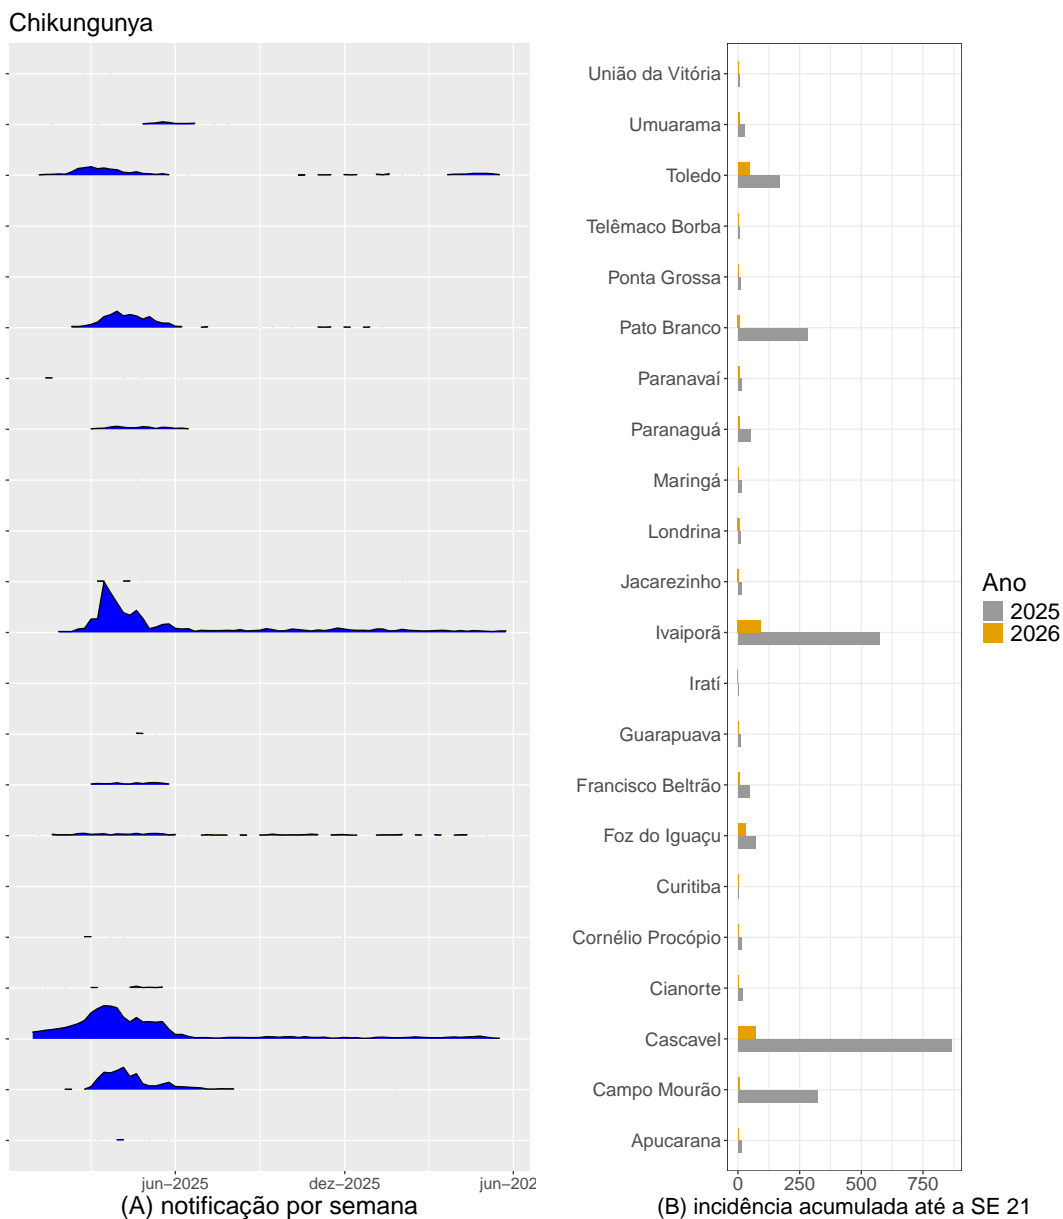 Chikungunya
União da Vitória
Umuarama
Toledo
Telêmaco Borba
Ponta Grossa
Pato Branco
Paranavaí
Paranaguá
Maringá
Londrina
Jacarezinho
Ivaiporã
Iratí
Guarapuava
Francisco Beltrão
Foz do Iguaçu
Curitiba
Cornélio Procópio
Cianorte
Cascavel
Campo Mourão
Apucarana
Ano
2025
2026
jun−2025 dez−2025 jun−202
0 250 500 750
(A) notificação por semana
(B) incidência acumulada até a SE 21